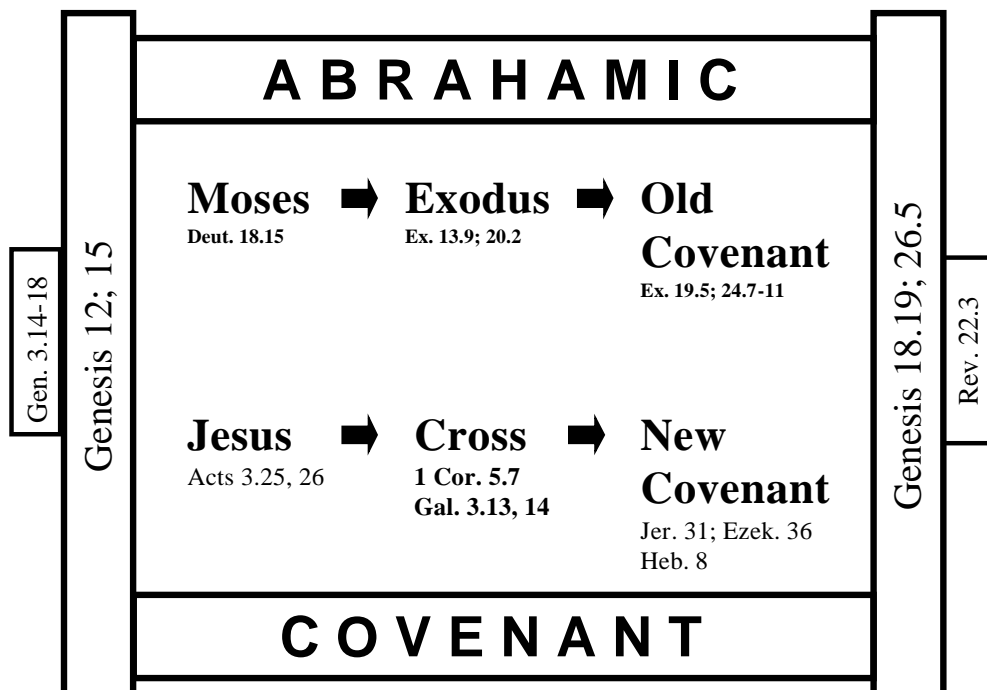 ABRAHAMIC
Gen. 3.14-18
Genesis 12; 15
Moses
Deut. 18.15
Exodus
Ex. 13.9; 20.2
Old
Covenant
Ex. 19.5; 24.7-11
Jesus
Acts 3.25, 26
Cross
1 Cor. 5.7
Gal. 3.13, 14
New
Covenant
Jer. 31; Ezek. 36
Heb. 8
Genesis 18.19; 26.5
Rev. 22.3
COVENANT